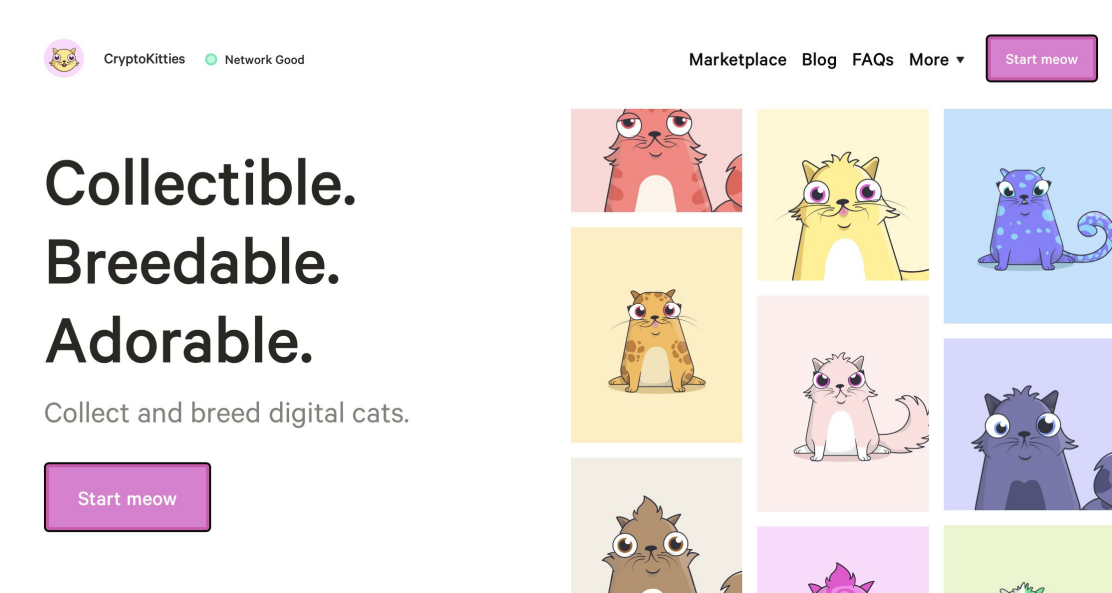 CryptoKitties
Network Good
Marketplace Blog FAQs More ▼
Start meow
Collectible.
Breedable.
Adorable.
Collect and breed digital cats.
Start meow